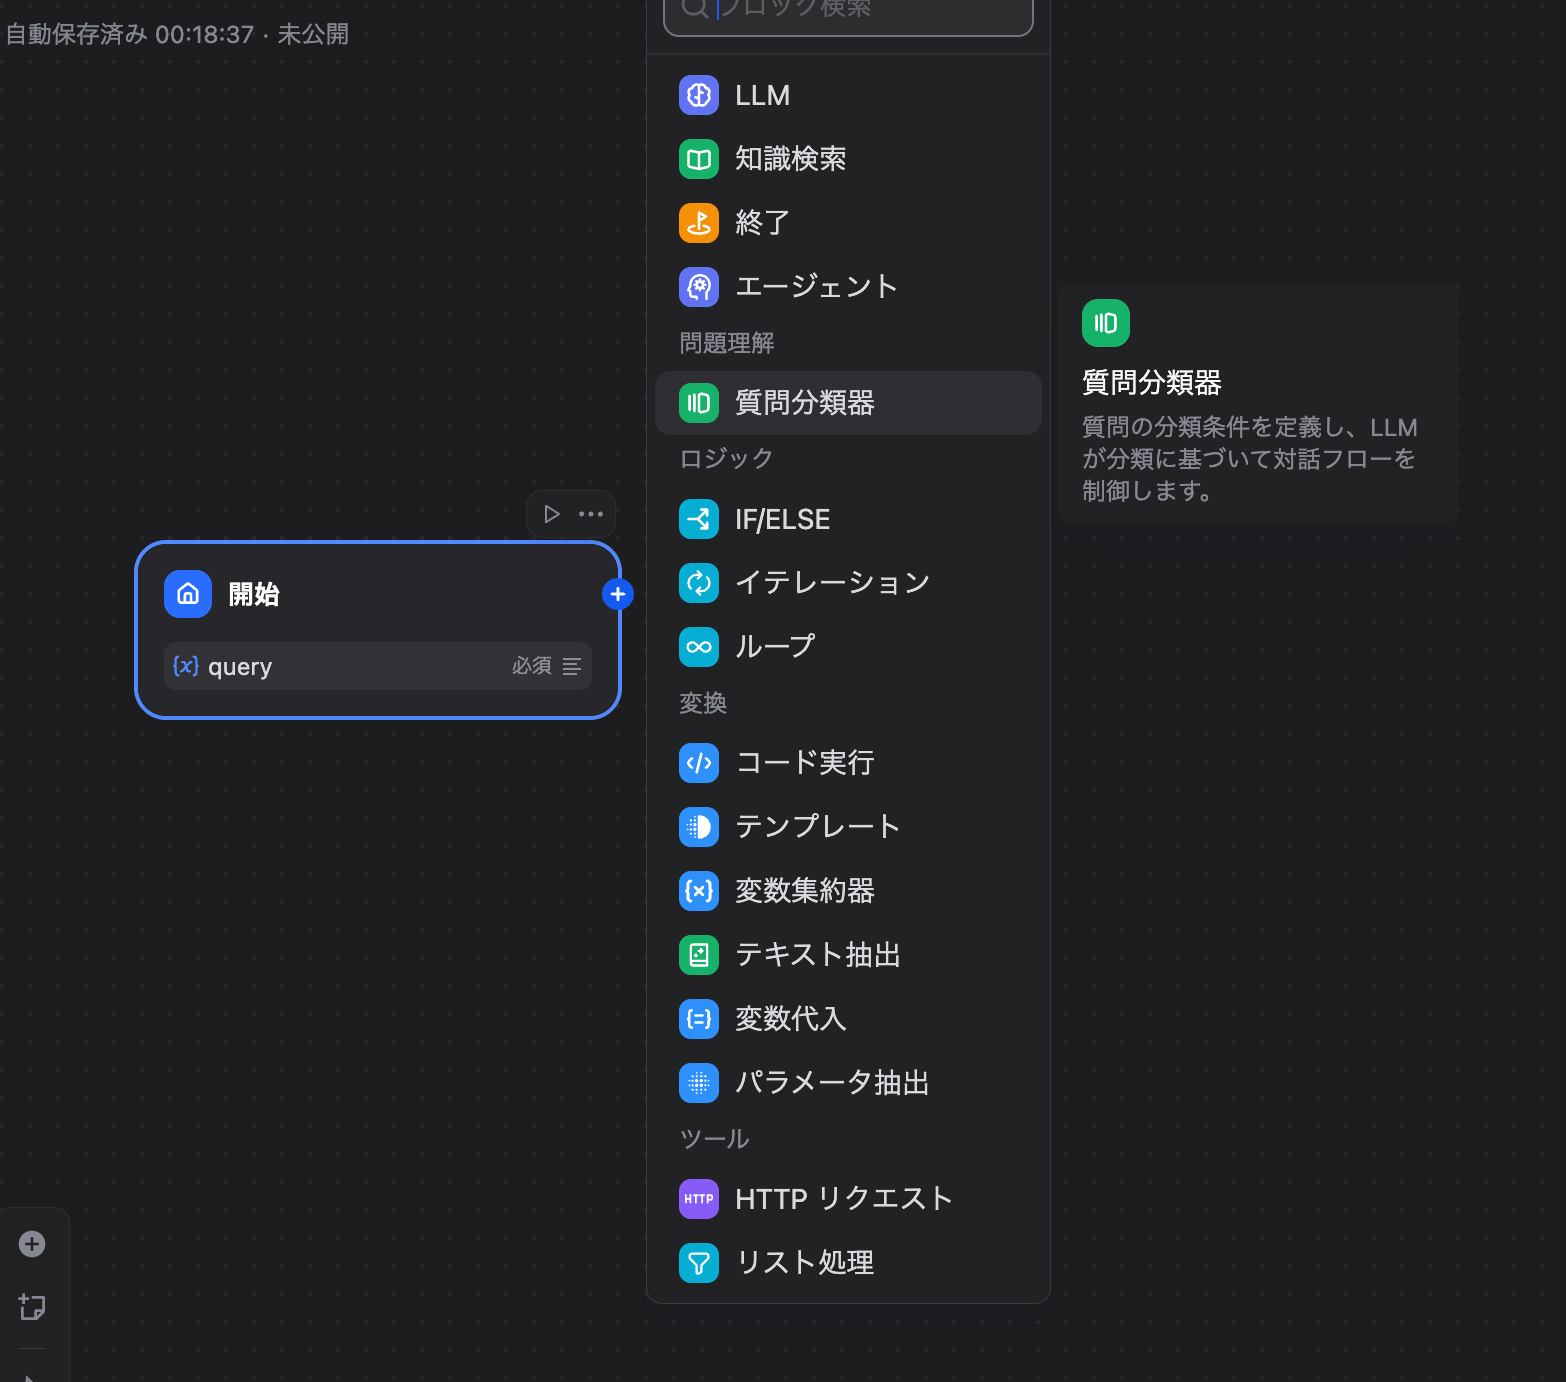 自動保存済み 00:18:37 · 未公開
ブロック検索
LLM
知識検索
終了
エージェント
問題理解
質問分類器
ロジック
IF/ELSE
イテレーション
ループ
変換
コード実行
テンプレート
変数集約器
テキスト抽出
変数代入
パラメータ抽出
ツール
HTTP
HTTP リクエスト
リスト処理
質問分類器
質問の分類条件を定義し、LLM
が分類に基づいて対話フローを
制御します。
開始
{x} query 必須